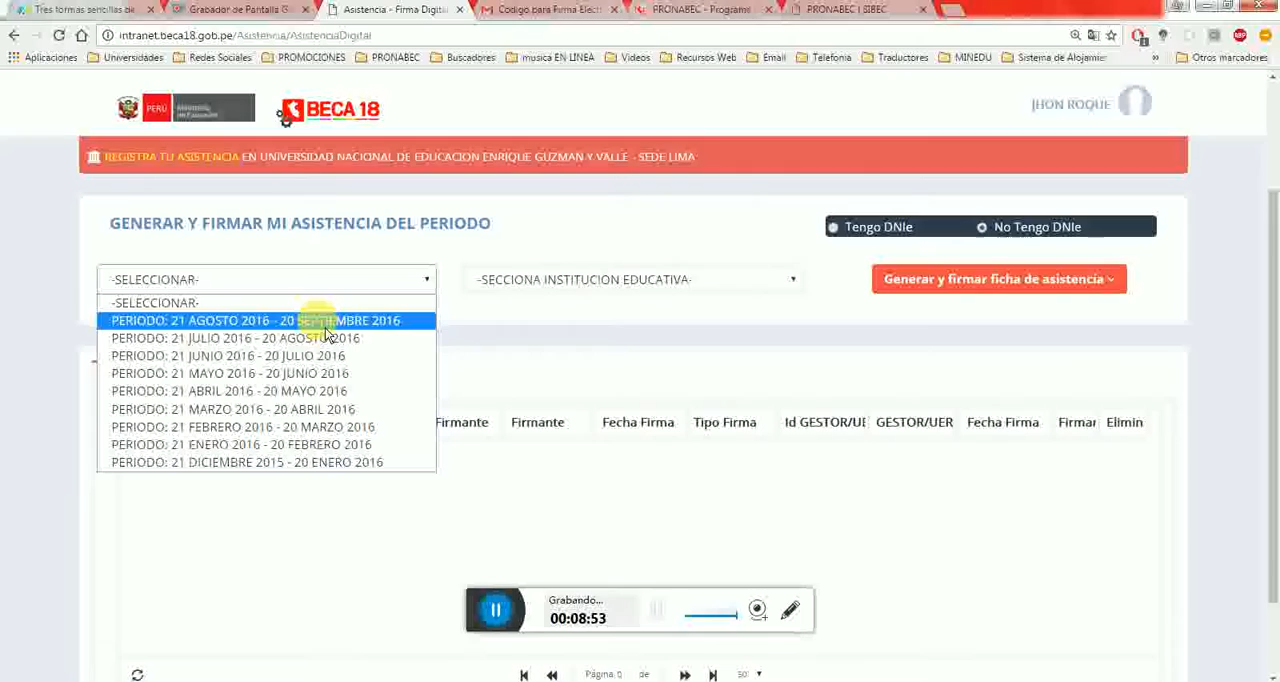 Tres formas sencillas de
Grabador de Pantalla G
Asistencia - Firma Digita
Codigo para Firma Elect
PRONABEC - Programa
PRONABEC | SIBEC
intranet.beca18.gob.pe/Asistencia/AsistenciaDigital
Aplicaciones
Universidades
Redes Sociales
PROMOCIONES
PRONABEC
Buscadores
musica EN LINEA
Videos
Recursos Web
Email
Telefonia
Traductores
MINEDU
Sistema de Alojamier
»
Otros marcadores
PERÚ
Ministerio de Educación
BECA 18
JHON ROQUE
REGISTRA TU ASISTENCIA EN UNIVERSIDAD NACIONAL DE EDUCACION ENRIQUE GUZMAN Y VALLE - SEDE LIMA
GENERAR Y FIRMAR MI ASISTENCIA DEL PERIODO
Tengo DNIe
No Tengo DNIe
-SELECCIONAR-
-SECCIONA INSTITUCION EDUCATIVA-
Generar y firmar ficha de asistencia
-SELECCIONAR-
PERIODO: 21 AGOSTO 2016 - 20 SEPTIEMBRE 2016
PERIODO: 21 JULIO 2016 - 20 AGOSTO 2016
PERIODO: 21 JUNIO 2016 - 20 JULIO 2016
PERIODO: 21 MAYO 2016 - 20 JUNIO 2016
PERIODO: 21 ABRIL 2016 - 20 MAYO 2016
PERIODO: 21 MARZO 2016 - 20 ABRIL 2016
PERIODO: 21 FEBRERO 2016 - 20 MARZO 2016
PERIODO: 21 ENERO 2016 - 20 FEBRERO 2016
PERIODO: 21 DICIEMBRE 2015 - 20 ENERO 2016
Firmante
Firmante
Fecha Firma
Tipo Firma
Id GESTOR/UEI
GESTOR/UER
Fecha Firma
Firmar
Elimin
Grabando...
00:08:53
Página 0 de
50